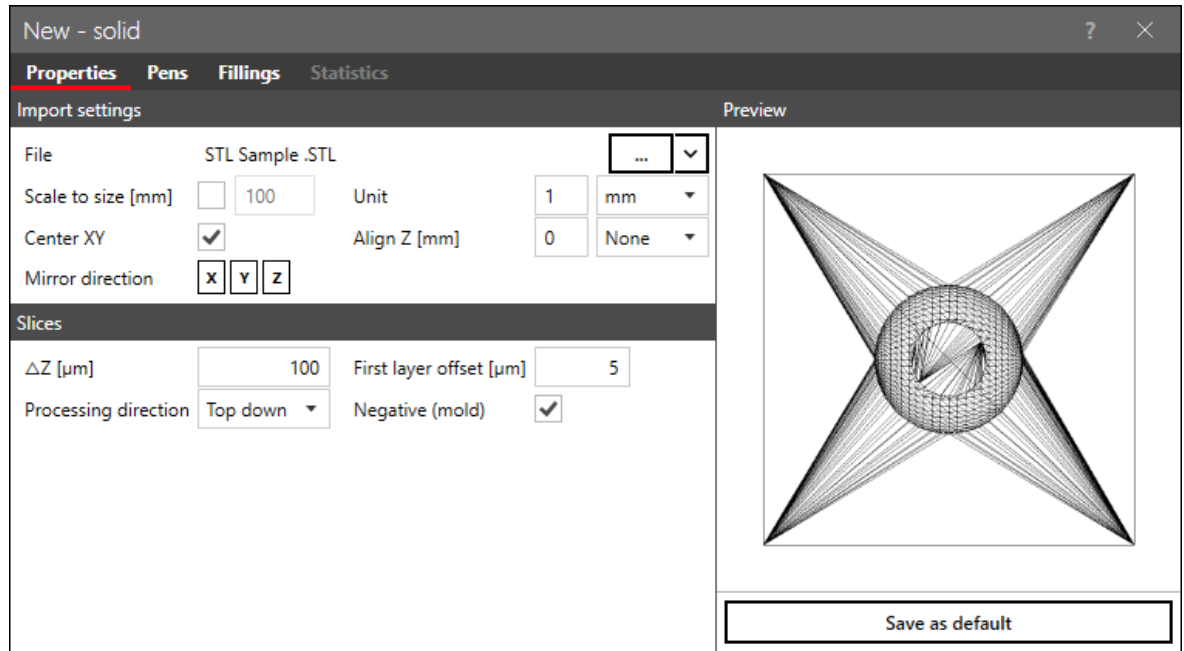 New - solid ?
Properties Pens Fillings Statistics
Import settings
File STL Sample .STL ...
Scale to size [mm] 100 Unit 1 mm
Center XY Align Z [mm] 0 None
Mirror direction X Y Z
Slices
△Z [µm] 100 First layer offset [µm] 5
Processing direction Top down Negative (mold)
Preview
Save as default